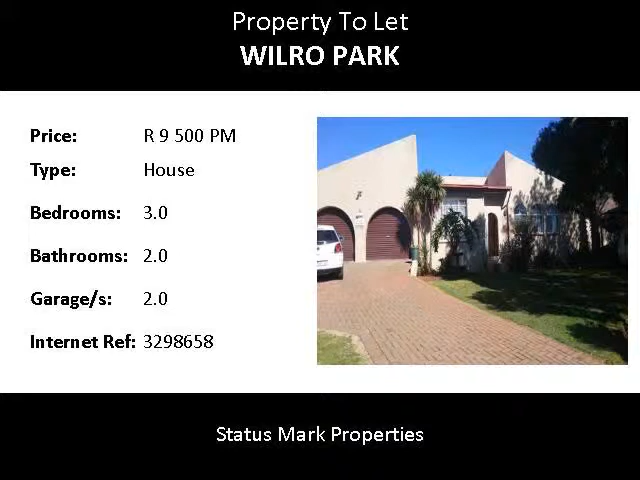 Property To Let
WILRO PARK
Price: R 9 500 PM
Type: House
Bedrooms: 3.0
Bathrooms: 2.0
Garage/s: 2.0
Internet Ref: 3298658
Status Mark Properties